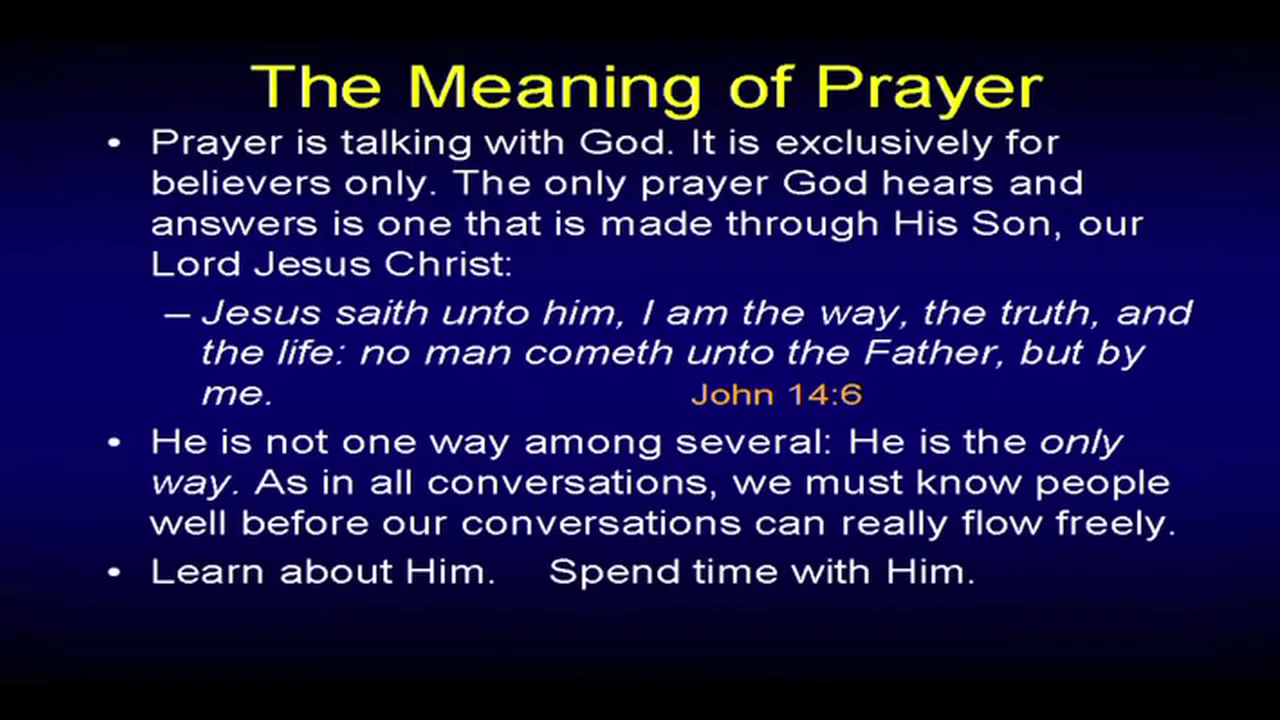 The Meaning of Prayer
• Prayer is talking with God. It is exclusively for
believers only. The only prayer God hears and
answers is one that is made through His Son, our
Lord Jesus Christ:
– Jesus saith unto him, I am the way, the truth, and
the life: no man cometh unto the Father, but by
me. John 14:6
• He is not one way among several: He is the only
way. As in all conversations, we must know people
well before our conversations can really flow freely.
• Learn about Him. Spend time with Him.